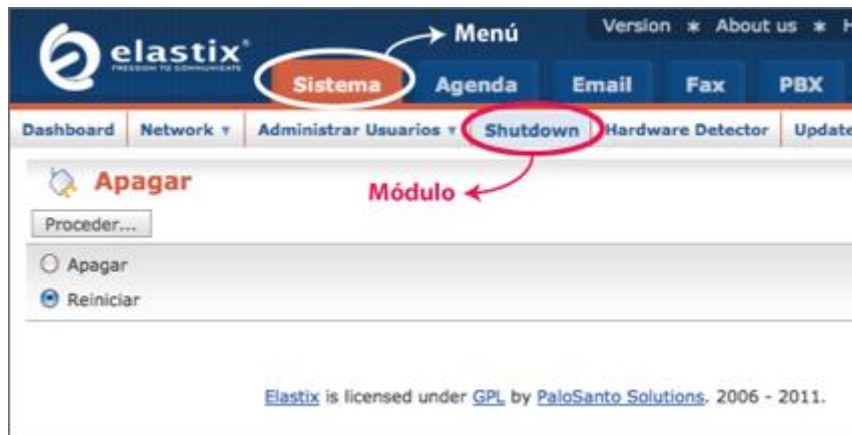 Version * About us * H
elastix
FREEDOM TO COMMUNICATE
Menú
Sistema Agenda Email Fax PBX
Dashboard Network Administrar Usuarios Shutdown Hardware Detector Update
Apagar
Módulo
Proceder...
Apagar
Reiniciar
Elastix is licensed under GPL by PaloSanto Solutions. 2006 - 2011.